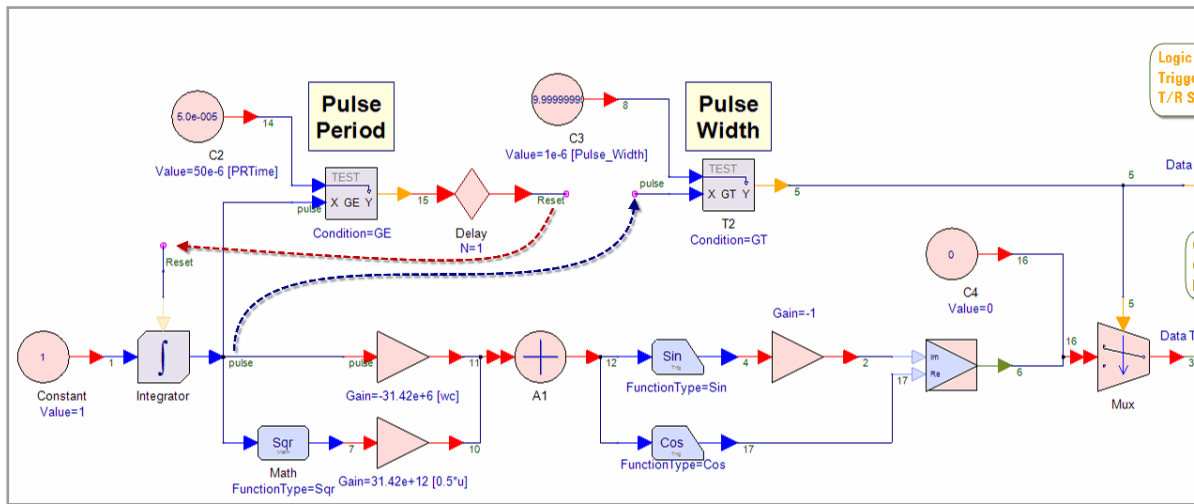 Logic
Trigge
T/R S
Pulse
Period
Pulse
Width
5.0e-005
14
C2
Value=50e-6 [PRTime]
9.9999999
8
C3
Value=1e-6 [Pulse_Width]
TEST
X GE Y
pulse
Condition=GE
15
Delay
N=1
Reset
pulse
TEST
X GT Y
T2
Condition=GT
5
5
Data
Reset
0
16
C4
Value=0
5
1
Constant
Value=1
1
∫
Integrator
pulse
pulse
Gain=-31.42e+6 [wc]
11
A1
12
Sin
Trig
FunctionType=Sin
4
Gain=-1
2
17
Im
Re
6
16
Mux
Data T
3
Sqr
Math
Math
FunctionType=Sqr
7
Gain=31.42e+12 [0.5*u]
10
Cos
Trig
FunctionType=Cos
17